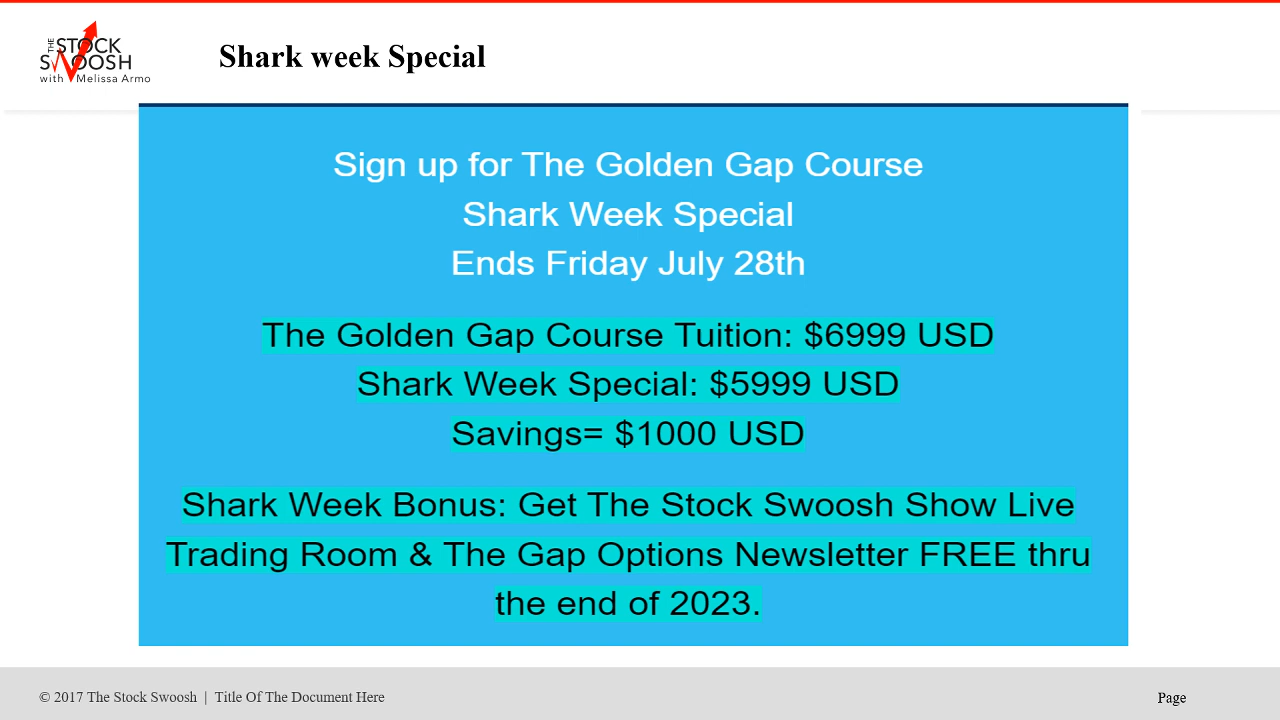 THE STOCK
SWOOSH
with Melissa Armo
Shark week Special
Sign up for The Golden Gap Course
Shark Week Special
Ends Friday July 28th
The Golden Gap Course Tuition: $6999 USD
Shark Week Special: $5999 USD
Savings= $1000 USD
Shark Week Bonus: Get The Stock Swoosh Show Live
Trading Room & The Gap Options Newsletter FREE thru
the end of 2023.
© 2017 The Stock Swoosh | Title Of The Document Here
Page